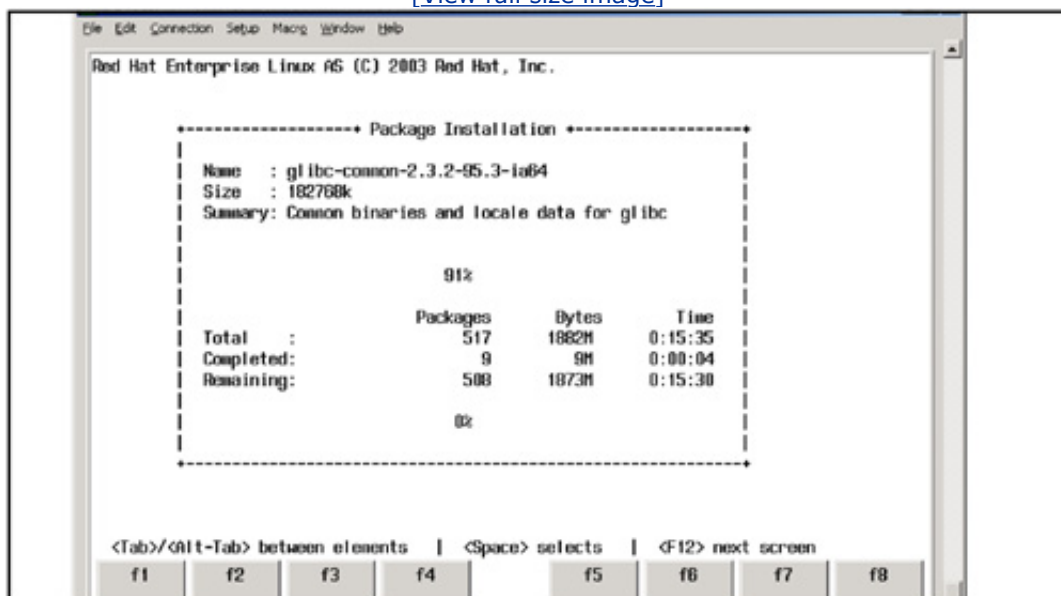 [View full size image]
File Edit Connection Setup Macro Window Help
Red Hat Enterprise Linux AS (C) 2003 Red Hat, Inc.
Package Installation
Name : glibc-common-2.3.2-95.3-ia64
Size : 182768k
Summary: Common binaries and locale data for glibc
91%
Packages Bytes Time
Total : 517 1882M 0:15:35
Completed: 9 9M 0:00:04
Remaining: 508 1873M 0:15:30
0%
<Tab>/<Alt-Tab> between elements | <Space> selects | <F12> next screen
f1 f2 f3 f4 f5 f6 f7 f8